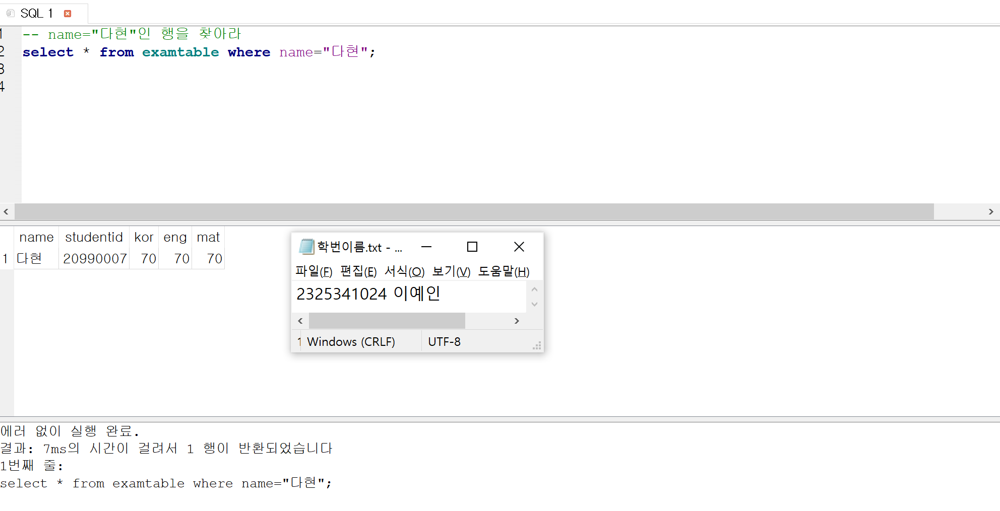 SQL 1
1 -- name="다현"인 행을 찾아라
2 select * from examtable where name="다현";
3
4
name studentid kor eng mat
1 다현 20990007 70 70 70
학번이름.txt - ...
파일(F) 편집(E) 서식(O) 보기(V) 도움말(H)
2325341024 이예인
1 Windows (CRLF) UTF-8
에러 없이 실행 완료.
결과: 7ms의 시간이 걸려서 1 행이 반환되었습니다
1번째 줄:
select * from examtable where name="다현";